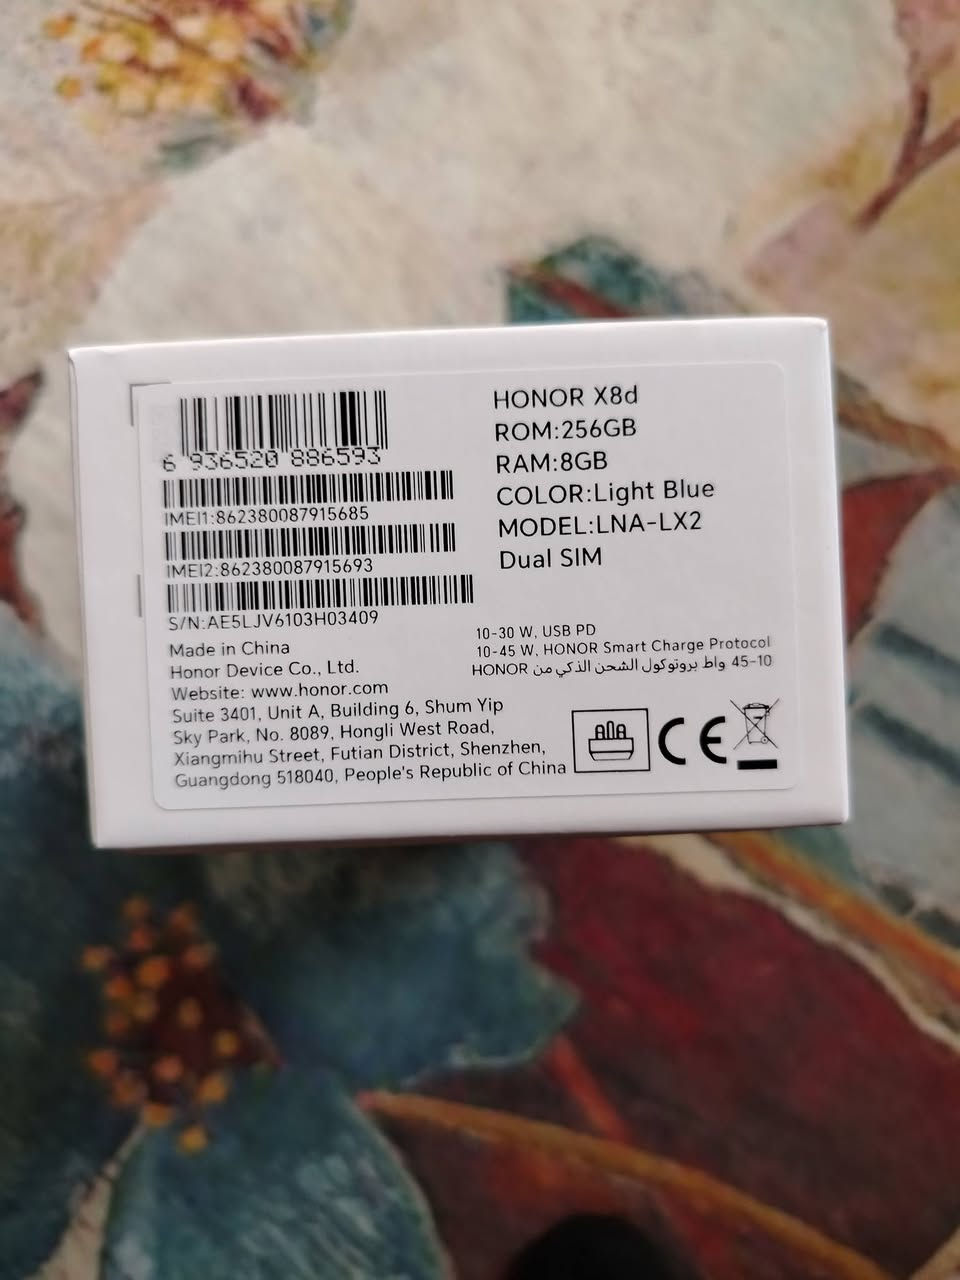 6 936520 886593
IMEI1:862380087915685
IMEI2:862380087915693
S/N:AE5LJV6103H03409
Made in China
Honor Device Co., Ltd.
Website: www.honor.com
Suite 3401, Unit A, Building 6, Shum Yip
Sky Park, No. 8089, Hongli West Road,
Xiangmihu Street, Futian District, Shenzhen,
Guangdong 518040, People's Republic of China
HONOR X8d
ROM:256GB
RAM:8GB
COLOR:Light Blue
MODEL:LNA-LX2
Dual SIM
10-30 W, USB PD
10-45 W, HONOR Smart Charge Protocol
45-10 واط بروتوكول الشحن الذكي من HONOR
CE